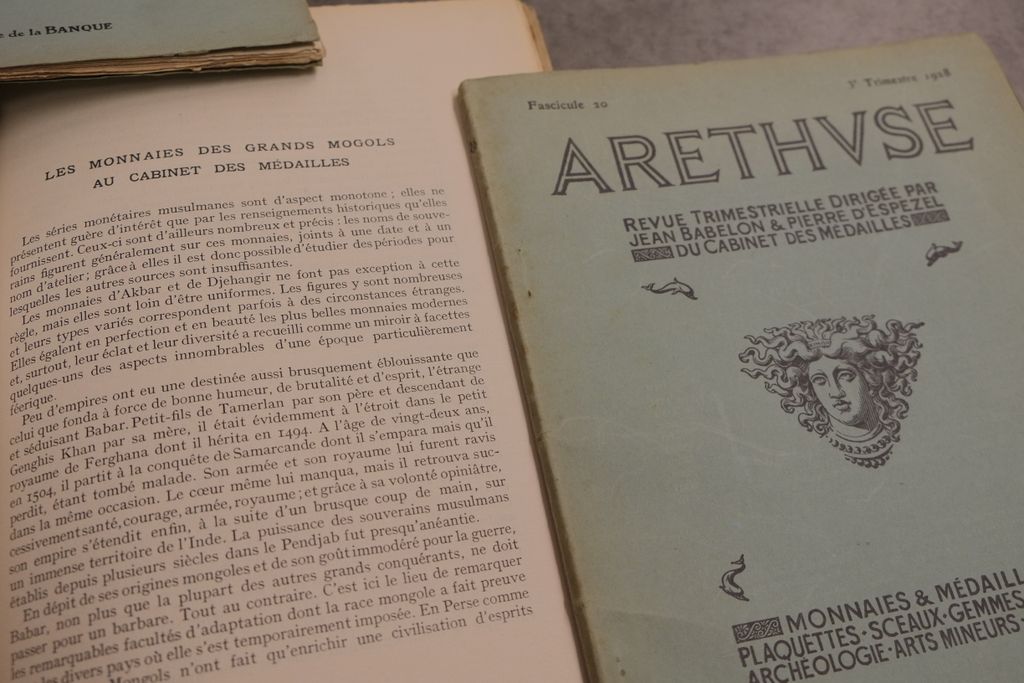 e de la BANQUE
LES MONNAIES DES GRANDS MOGOLS
AU CABINET DES MÉDAILLES
Les séries monétaires musulmanes sont d'aspect monotone ; elles ne
présentent guère d'intérêt que par les renseignements historiques qu'elles
fournissent. Ceux-ci sont d'ailleurs nombreux et précis : les noms de souve-
rains figurent généralement sur ces monnaies, joints à une date et à un
nom d'atelier ; grâce à elles il est donc possible d'étudier des périodes pour
lesquelles les autres sources sont insuffisantes.
Les monnaies d'Akbar et de Djehangir ne font pas exception à cette
règle, mais elles sont loin d'être uniformes. Les figures y sont nombreuses
et leurs types variés correspondent parfois à des circonstances étranges.
Elles égalent en perfection et en beauté les plus belles monnaies modernes
et, surtout, leur éclat et leur diversité a recueilli comme un miroir à facettes
quelques-uns des aspects innombrables d'une époque particulièrement
féerique.
Peu d'empires ont eu une destinée aussi brusquement éblouissante que
celui que fonda à force de bonne humeur, de brutalité et d'esprit, l'étrange
et séduisant Babar. Petit-fils de Tamerlan par son père et descendant de
Genghis Khan par sa mère, il était évidemment à l'étroit dans le petit
royaume de Ferghana dont il hérita en 1494. A l'âge de vingt-deux ans,
en 1504, il partit à la conquête de Samarcande dont il s'empara mais qu'il
perdit, étant tombé malade. Son armée et son royaume lui furent ravis
dans la même occasion. Le cœur même lui manqua, mais il retrouva suc-
cessivement santé, courage, armée, royaume ; et grâce à sa volonté opiniâtre,
son empire s'étendit enfin, à la suite d'un brusque coup de main, sur
un immense territoire de l'Inde. La puissance des souverains musulmans
établis depuis plusieurs siècles dans le Pendjab fut presqu'anéantie.
En dépit de ses origines mongoles et de son goût immodéré pour la guerre,
Babar, non plus que la plupart des autres grands conquérants, ne doit
passer pour un barbare. Tout au contraire. C'est ici le lieu de remarquer
les remarquables facultés d'adaptation dont la race mongole a fait preuve
les divers pays où elle s'est temporairement imposée. En Perse comme
Mongols n'ont fait qu'enrichir une civilisation d'esprits
Fascicule 20
3e Trimestre 1928
ARETHVSE
REVUE TRIMESTRIELLE DIRIGÉE PAR
JEAN BABELON & PIERRE D'ESPEZEL
DU CABINET DES MÉDAILLES
MONNAIES & MÉDAILL
PLAQUETTES · SCEAUX · GEMMES
ARCHÉOLOGIE · ARTS MINEURS ·